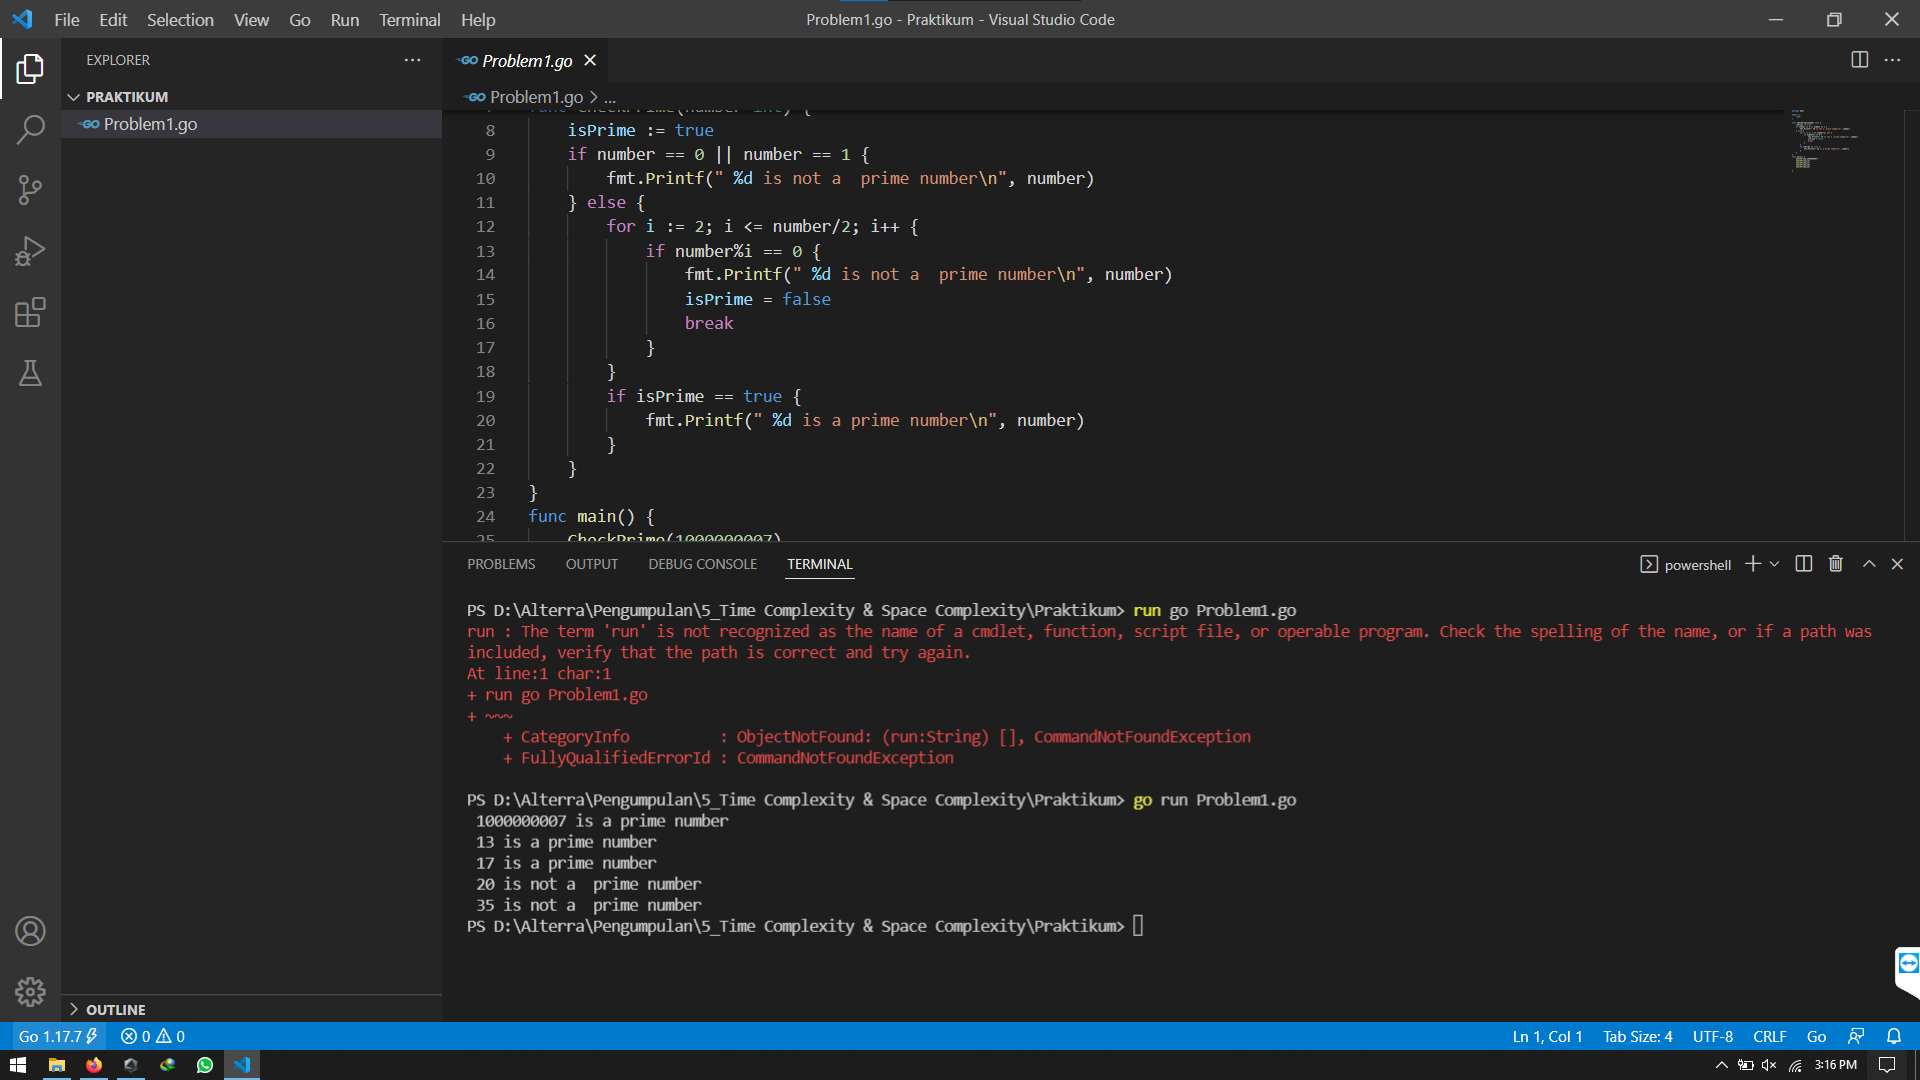 File Edit Selection View Go Run Terminal Help
Problem1.go - Praktikum - Visual Studio Code
EXPLORER
PRAKTIKUM
Problem1.go
OUTLINE
Problem1.go
Problem1.go > ...
7 func CheckPrime(number int) {
8 isPrime := true
9 if number == 0 || number == 1 {
10 fmt.Printf(" %d is not a  prime number\n", number)
11 } else {
12 for i := 2; i <= number/2; i++ {
13 if number%i == 0 {
14 fmt.Printf(" %d is not a  prime number\n", number)
15 isPrime = false
16 break
17 }
18 }
19 if isPrime == true {
20 fmt.Printf(" %d is a prime number\n", number)
21 }
22 }
23 }
24 func main() {
25 CheckPrime(1000000007)
PROBLEMS OUTPUT DEBUG CONSOLE TERMINAL
powershell
PS D:\Alterra\Pengumpulan\5_Time Complexity & Space Complexity\Praktikum> run go Problem1.go
run : The term 'run' is not recognized as the name of a cmdlet, function, script file, or operable program. Check the spelling of the name, or if a path was
included, verify that the path is correct and try again.
At line:1 char:1
+ run go Problem1.go
+ ~~~
+ CategoryInfo          : ObjectNotFound: (run:String) [], CommandNotFoundException
+ FullyQualifiedErrorId : CommandNotFoundException
PS D:\Alterra\Pengumpulan\5_Time Complexity & Space Complexity\Praktikum> go run Problem1.go
1000000007 is a prime number
13 is a prime number
17 is a prime number
20 is not a  prime number
35 is not a  prime number
PS D:\Alterra\Pengumpulan\5_Time Complexity & Space Complexity\Praktikum>
Go 1.17.7 0 0
Ln 1, Col 1 Tab Size: 4 UTF-8 CRLF Go
3:16 PM